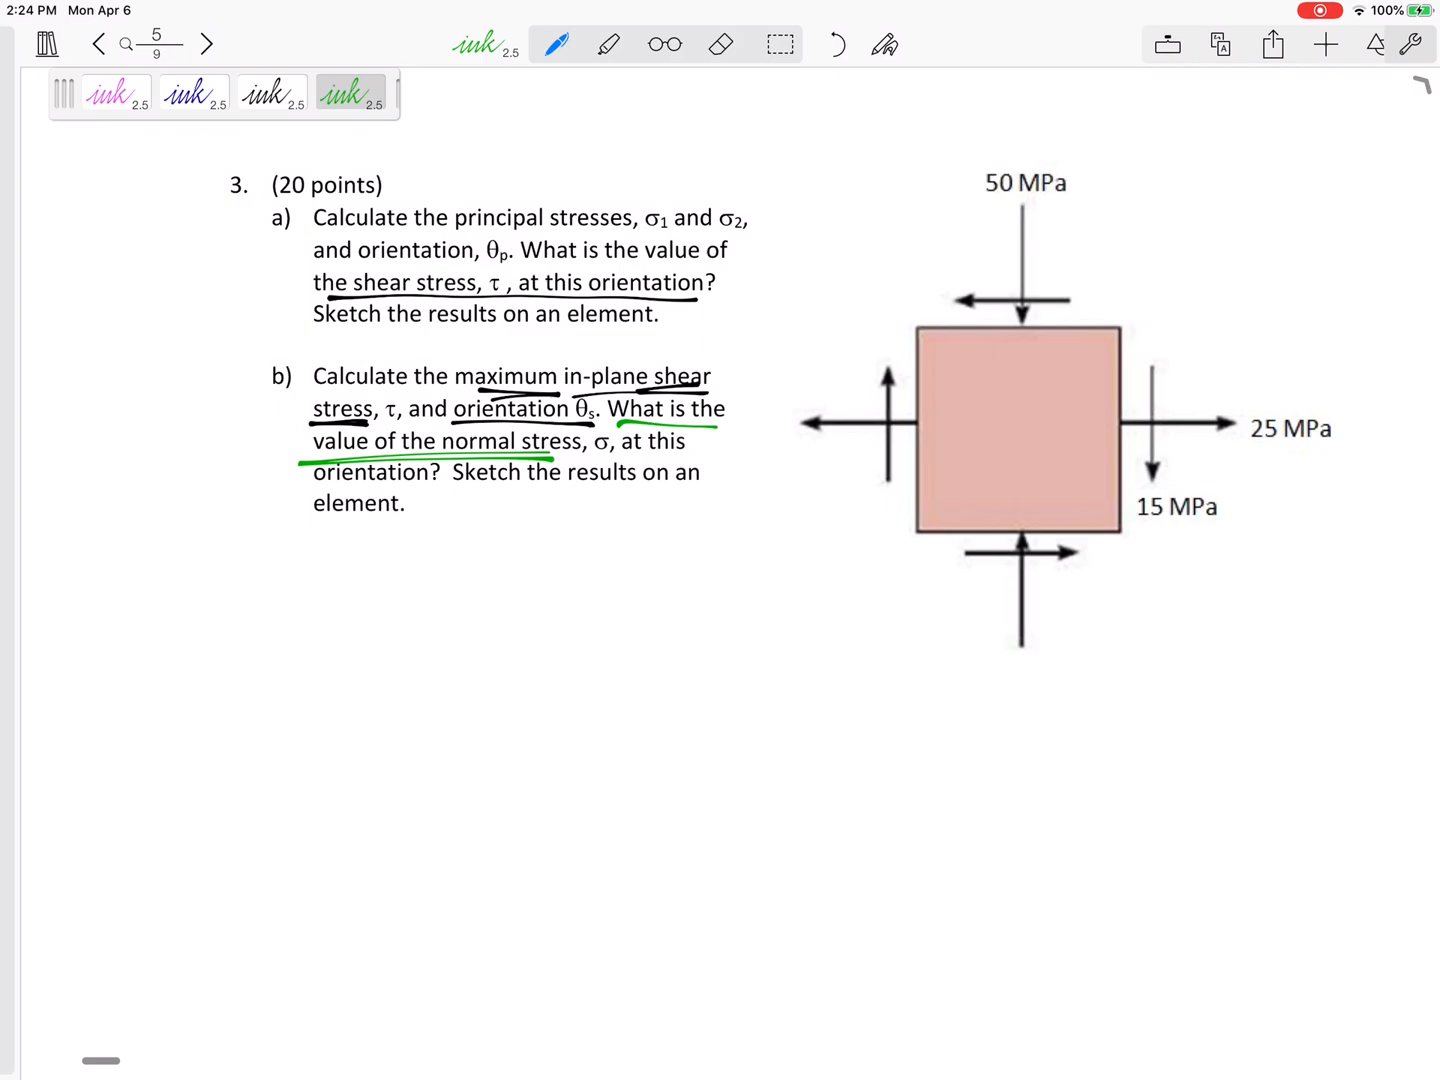 2:24 PM Mon Apr 6
100%
5
9
ink 2.5
ink 2.5
ink 2.5
ink 2.5
ink 2.5
3. (20 points)
a) Calculate the principal stresses, σ1 and σ2,
and orientation, θp. What is the value of
the shear stress, τ , at this orientation?
Sketch the results on an element.
b) Calculate the maximum in-plane shear
stress, τ, and orientation θs. What is the
value of the normal stress, σ, at this
orientation? Sketch the results on an
element.
50 MPa
25 MPa
15 MPa